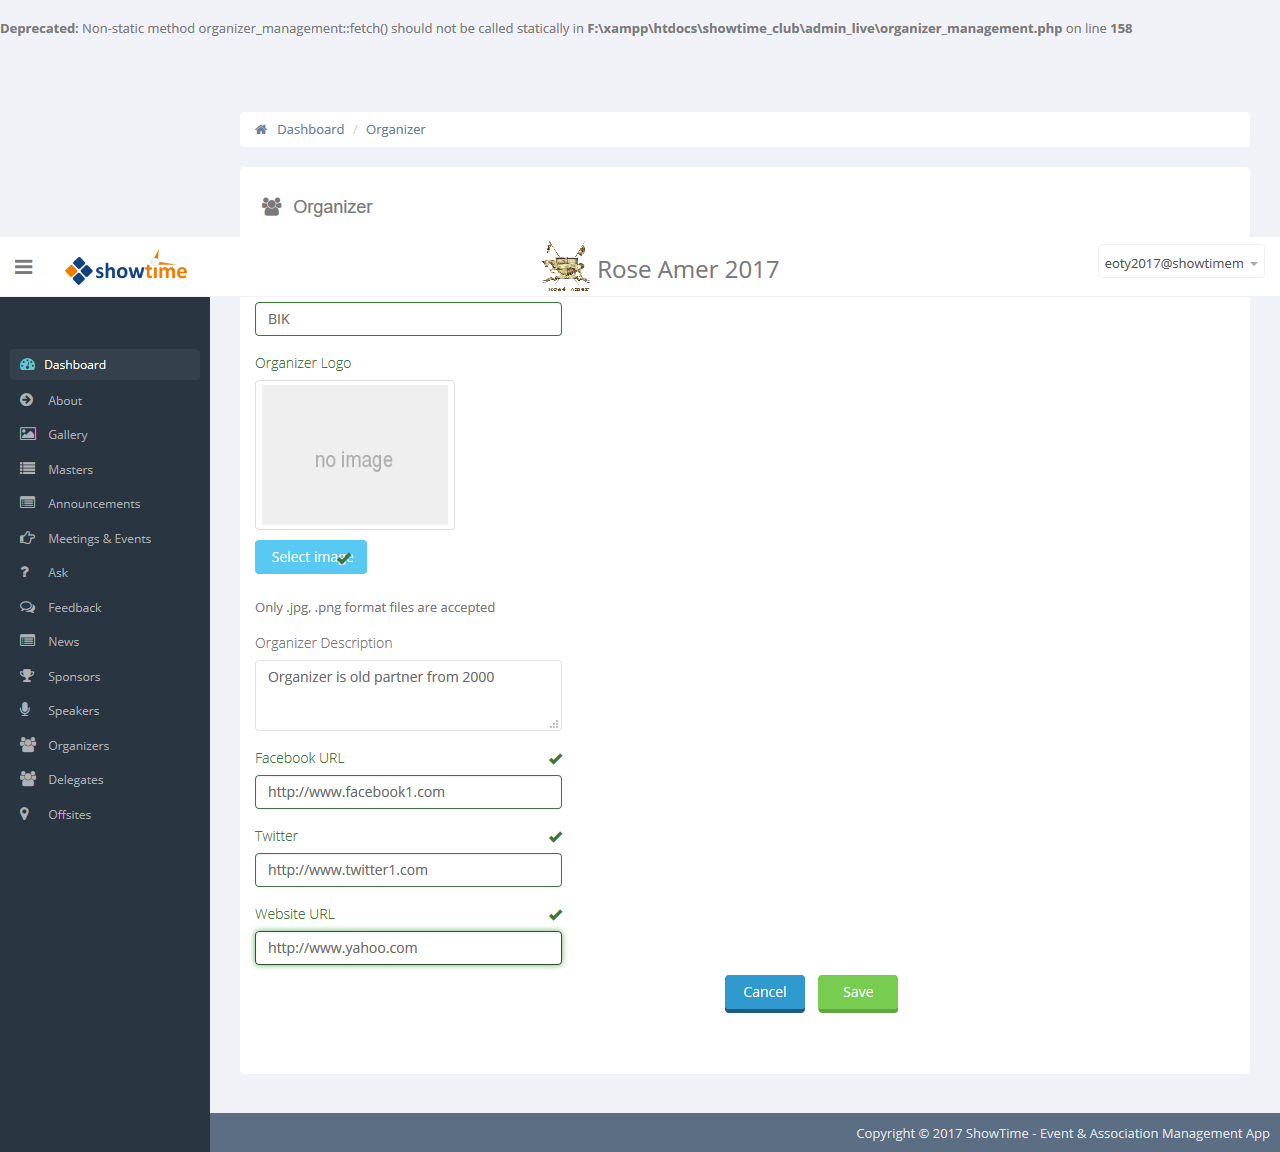 Deprecated: Non-static method organizer_management::fetch() should not be called statically in F:\xampp\htdocs\showtime_club\admin_live\organizer_management.php on line 158
Dashboard / Organizer
Organizer
showtime
Rose Amer 2017
eoty2017@showtimem
BIK
Organizer Logo
no image
Select image
Only .jpg, .png format files are accepted
Organizer Description
Organizer is old partner from 2000
Facebook URL
http://www.facebook1.com
Twitter
http://www.twitter1.com
Website URL
http://www.yahoo.com
Cancel
Save
Dashboard
About
Gallery
Masters
Announcements
Meetings & Events
Ask
Feedback
News
Sponsors
Speakers
Organizers
Delegates
Offsites
Copyright © 2017 ShowTime - Event & Association Management App